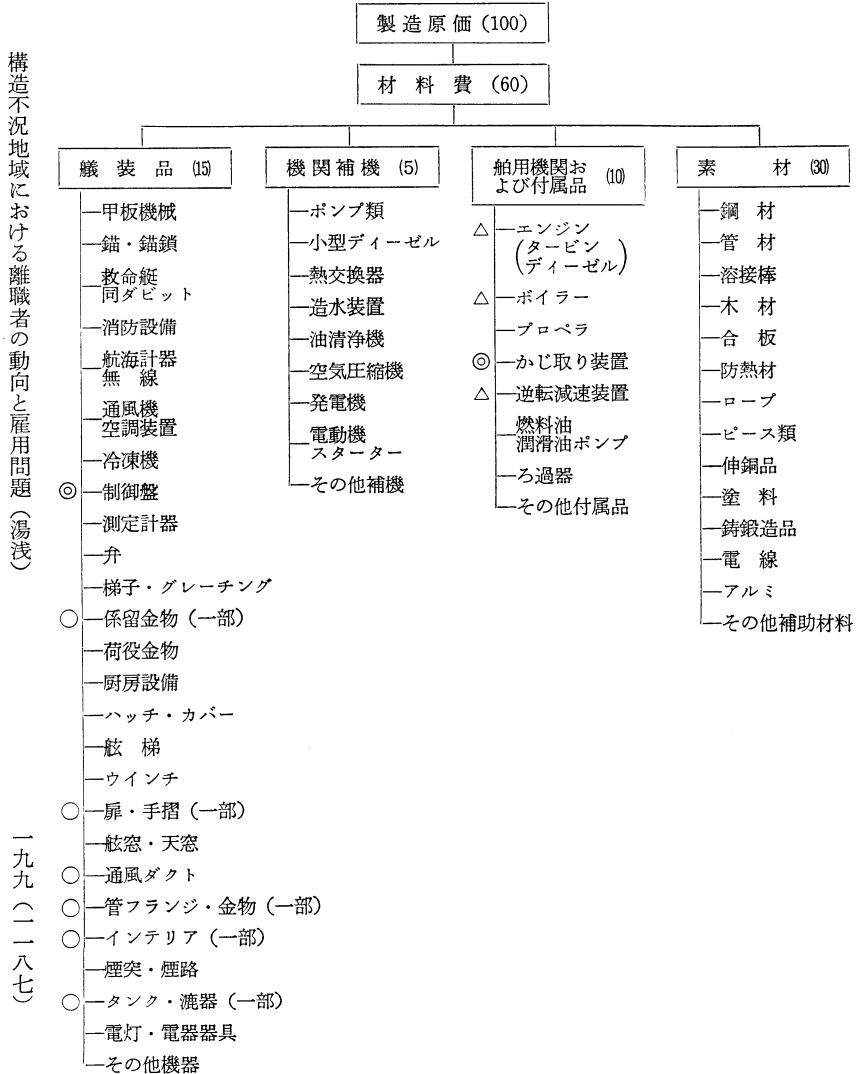 製造原価(100)
材料費(60)
艤装品(15)
甲板機械
錨・錨鎖
救命艇
同ダビット
消防設備
航海計器
無線
通風機
空調装置
冷凍機
◎制御盤
測定計器
弁
梯子・グレーチング
○係留金物(一部)
荷役金物
厨房設備
ハッチ・カバー
舷梯
ウインチ
○扉・手摺(一部)
舷窓・天窓
○通風ダクト
○管フランジ・金物(一部)
○インテリア(一部)
煙突・煙路
○タンク・漉器(一部)
電灯・電器器具
その他機器
機関補機(5)
ポンプ類
小型ディーゼル
熱交換器
造水装置
油清浄機
空気圧縮機
発電機
電動機
スターター
その他補機
舶用機関お
よび付属品(10)
△エンジン
(タービン
ディーゼル)
△ボイラー
プロペラ
◎かじ取り装置
△逆転減速装置
燃料油
潤滑油ポンプ
ろ過器
その他付属品
素材(30)
鋼材
管材
溶接棒
木材
合板
防熱材
ロープ
ピース類
伸銅品
塗料
鋳鍛造品
電線
アルミ
その他補助材料
構造不況地域における離職者の動向と雇用問題(湯浅)
一九九(一一八七)